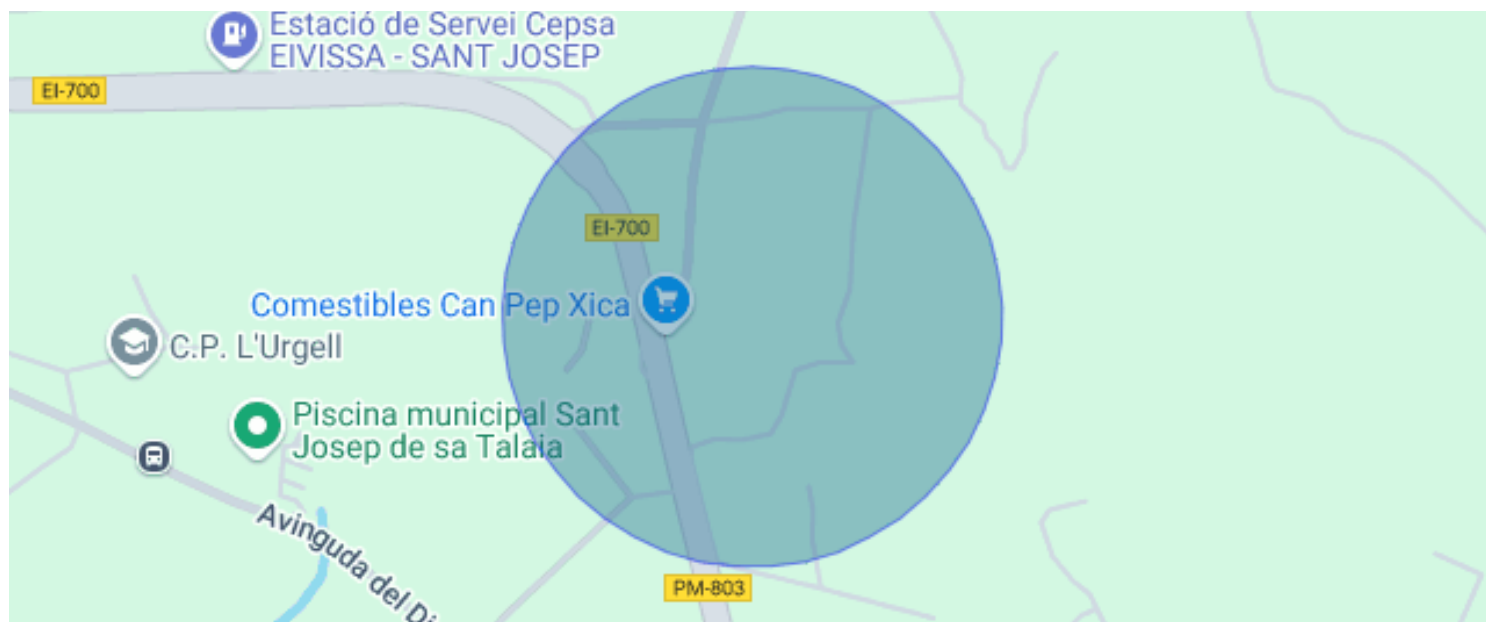 Estació de Servei Cepsa
EIVISSA - SANT JOSEP
EI-700
EI-700
Comestibles Can Pep Xica
C.P. L'Urgell
Piscina municipal Sant
Josep de sa Talaia
Avinguda del Di
PM-803